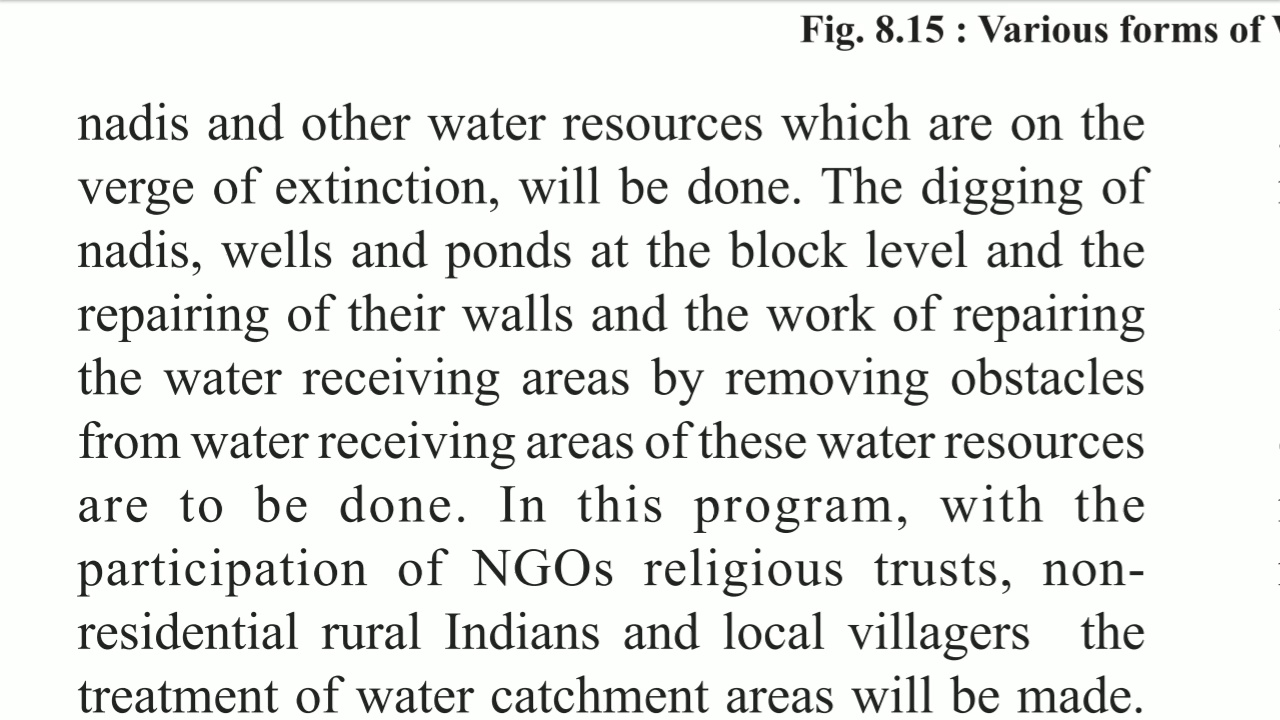 Fig. 8.15 : Various forms of
nadis and other water resources which are on the
verge of extinction, will be done. The digging of
nadis, wells and ponds at the block level and the
repairing of their walls and the work of repairing
the water receiving areas by removing obstacles
from water receiving areas of these water resources
are to be done. In this program, with the
participation of NGOs religious trusts, non-
residential rural Indians and local villagers the
treatment of water catchment areas will be made.